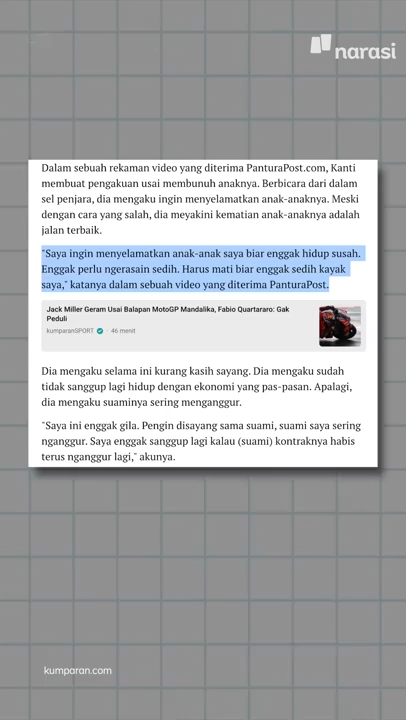 narasi
Dalam sebuah rekaman video yang diterima PanturaPost.com, Kanti
membuat pengakuan usai membunuh anaknya. Berbicara dari dalam
sel penjara, dia mengaku ingin menyelamatkan anak-anaknya. Meski
dengan cara yang salah, dia meyakini kematian anak-anaknya adalah
jalan terbaik.
"Saya ingin menyelamatkan anak-anak saya biar enggak hidup susah.
Enggak perlu ngerasain sedih. Harus mati biar enggak sedih kayak
saya," katanya dalam sebuah video yang diterima PanturaPost.
Jack Miller Geram Usai Balapan MotoGP Mandalika, Fabio Quartararo: Gak
Peduli
kumparanSPORT · 46 menit
Dia mengaku selama ini kurang kasih sayang. Dia mengaku sudah
tidak sanggup lagi hidup dengan ekonomi yang pas-pasan. Apalagi,
dia mengaku suaminya sering menganggur.
"Saya ini enggak gila. Pengin disayang sama suami, suami saya sering
nganggur. Saya enggak sanggup lagi kalau (suami) kontraknya habis
terus nganggur lagi," akunya.
kumparan.com